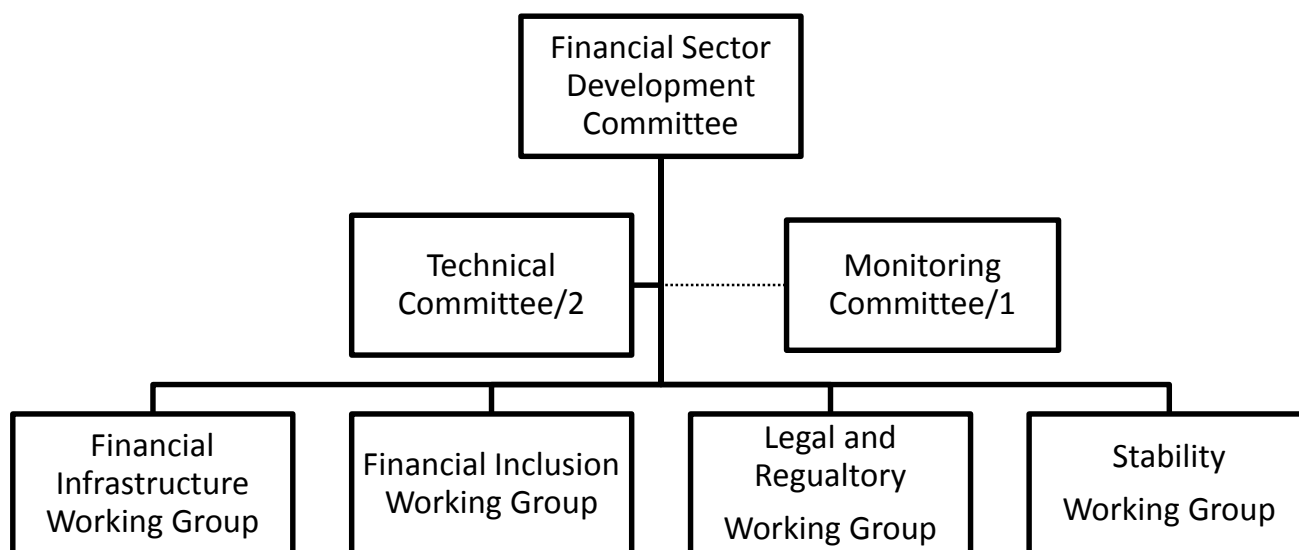 Financial Sector
Development
Committee
Technical
Committee/2
Monitoring
Committee/1
Financial
Infrastructure
Working Group
Financial Inclusion
Working Group
Legal and
Regualtory
Working Group
Stability
Working Group